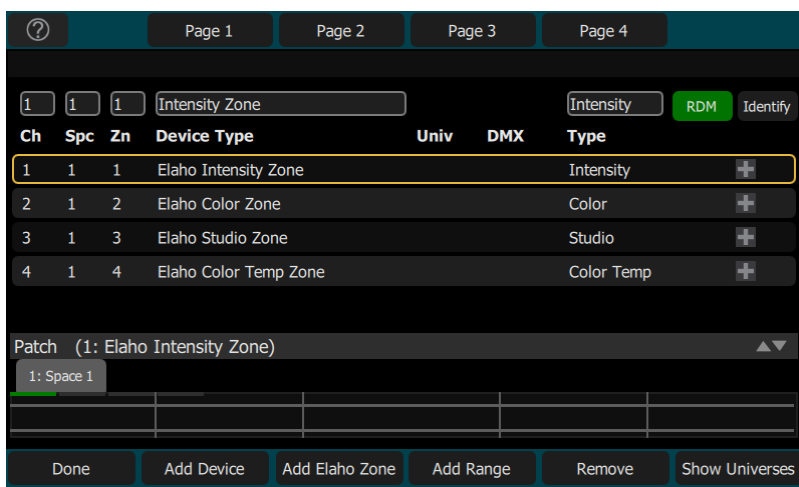 ? Page 1 Page 2 Page 3 Page 4
1 1 1 Intensity Zone Intensity RDM Identify
Ch Spc Zn Device Type Univ DMX Type
1 1 1 Elaho Intensity Zone Intensity
2 1 2 Elaho Color Zone Color
3 1 3 Elaho Studio Zone Studio
4 1 4 Elaho Color Temp Zone Color Temp
Patch (1: Elaho Intensity Zone)
1: Space 1
Done Add Device Add Elaho Zone Add Range Remove Show Universes